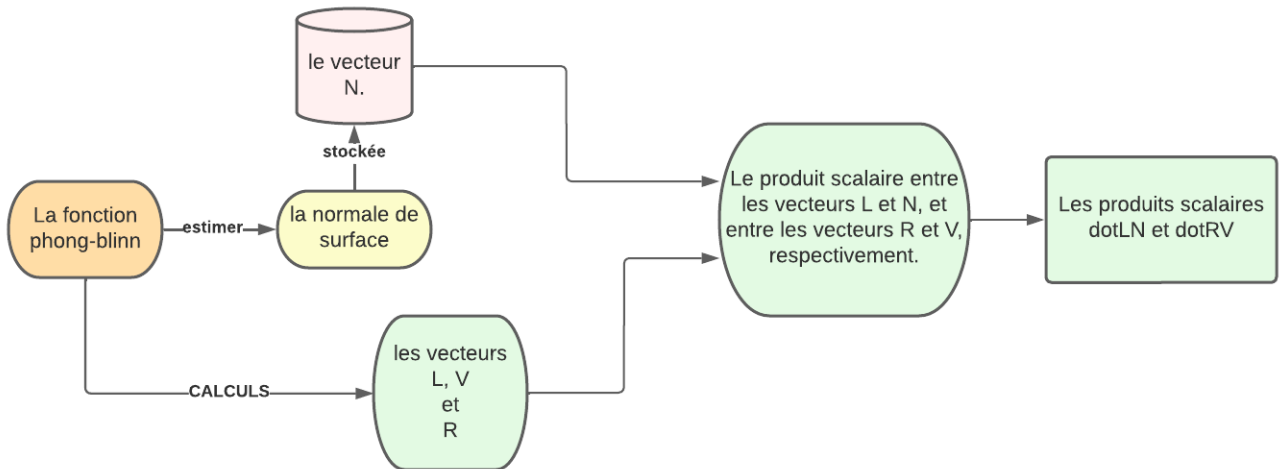 le vecteur
N.
stockée
La fonction
phong-blinn
estimer
la normale de
surface
Le produit scalaire entre
les vecteurs L et N, et
entre les vecteurs R et V,
respectivement.
Les produits scalaires
dotLN et dotRV
CALCULS
les vecteurs
L, V
et
R